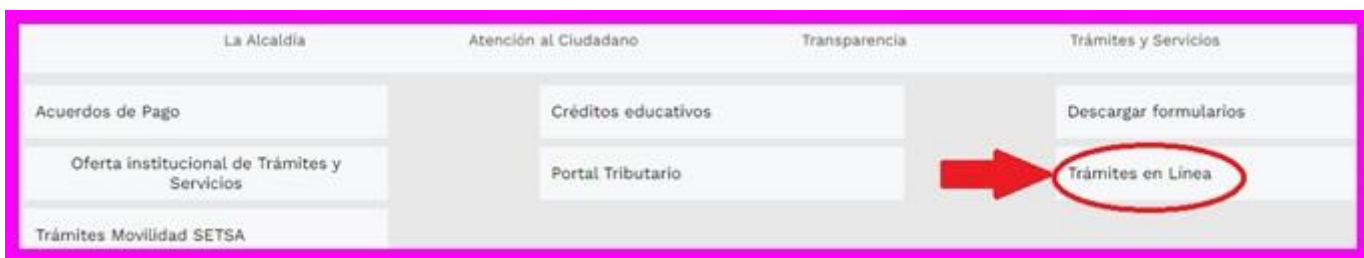 La Alcaldía
Atención al Ciudadano
Transparencia
Trámites y Servicios
Acuerdos de Pago
Créditos educativos
Descargar formularios
Oferta institucional de Trámites y
Servicios
Portal Tributario
Trámites en Línea
Trámites Movilidad SETSA